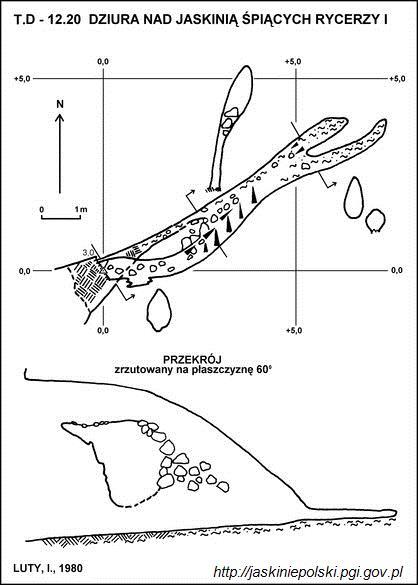 T.D - 12.20 DZIURA NAD JASKINIĄ ŚPIĄCYCH RYCERZY I
0,0
+5,0
+5,0
+5,0
N
0 1m
3.0
0,0
+0,0
0,0
+5,0
PRZEKRÓJ
zrzutowany na płaszczyznę 60°
LUTY, I., 1980
http://jaskiniepolski.pgi.gov.pl